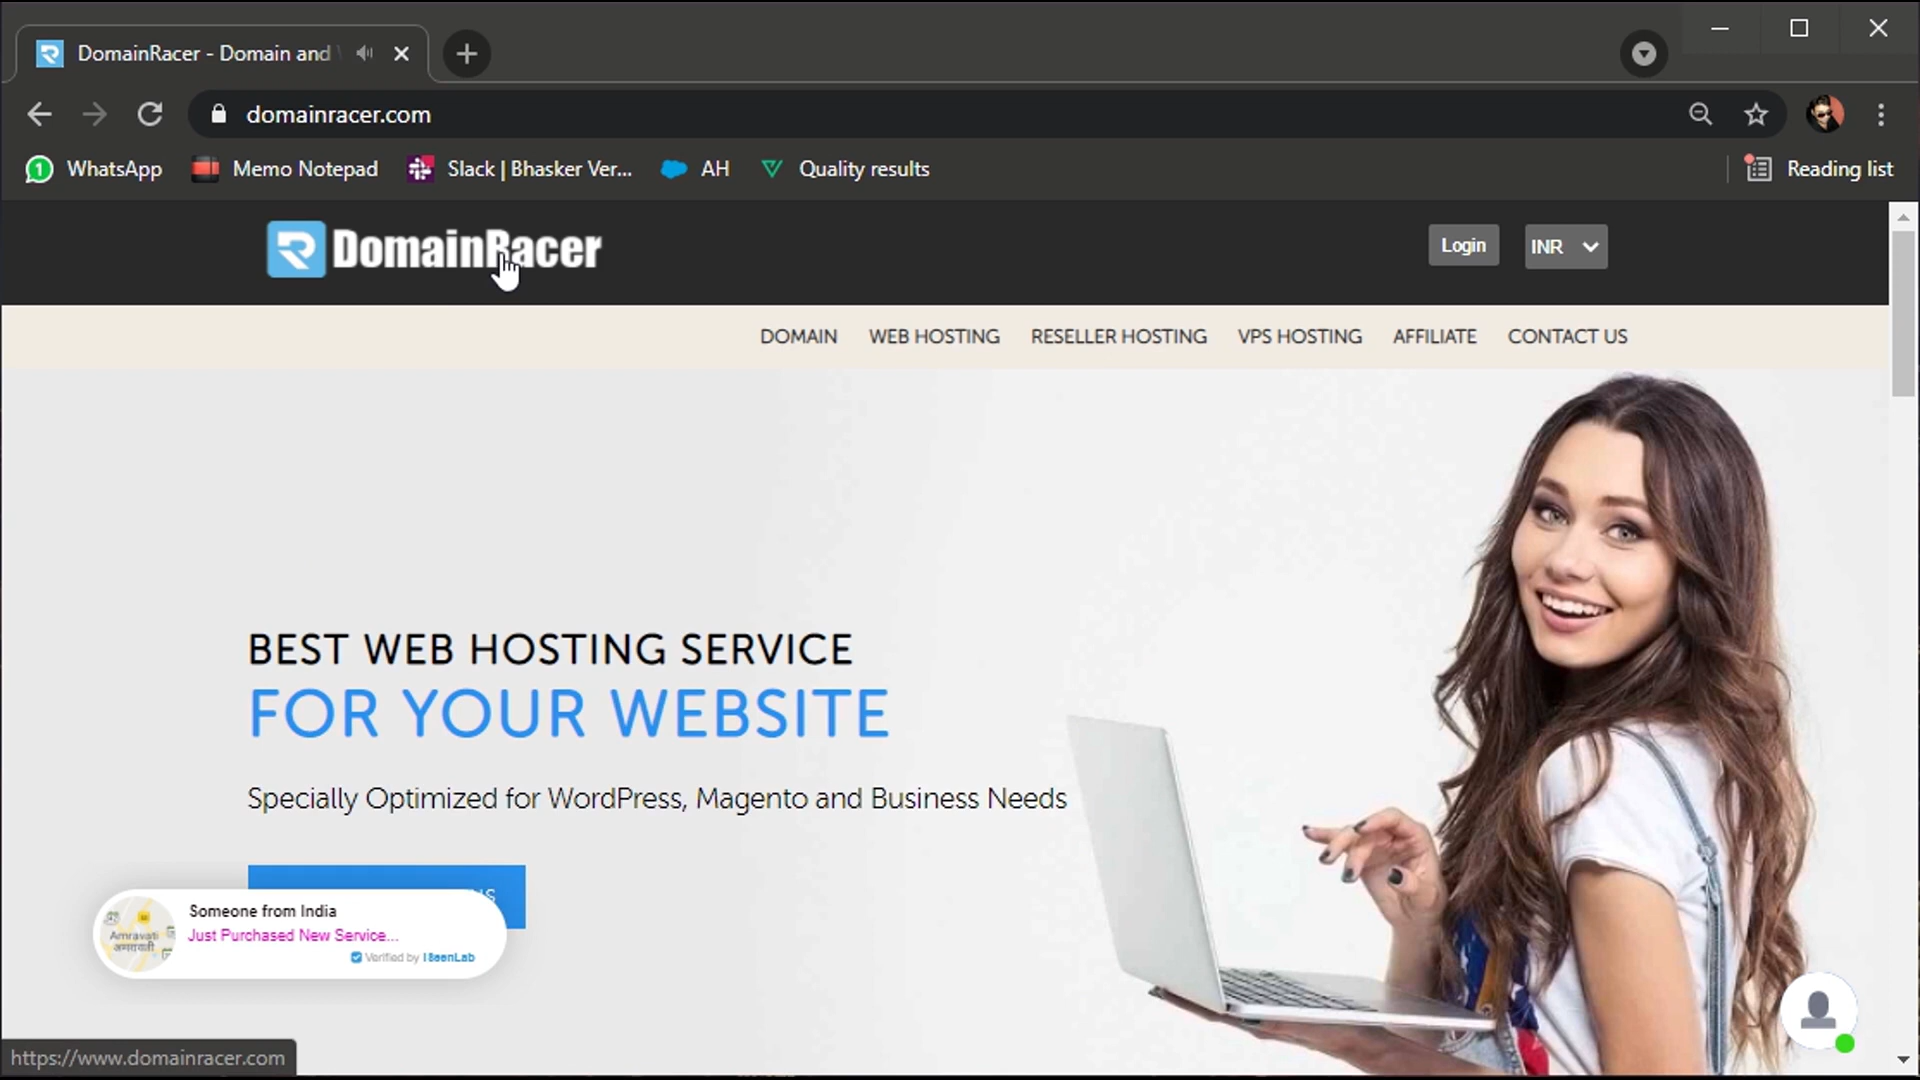 DomainRacer - Domain and
domainracer.com
WhatsApp
Memo Notepad
Slack | Bhasker Ver...
AH
Quality results
Reading list
DomainRacer
Login
INR
DOMAIN
WEB HOSTING
RESELLER HOSTING
VPS HOSTING
AFFILIATE
CONTACT US
BEST WEB HOSTING SERVICE
FOR YOUR WEBSITE
Specially Optimized for WordPress, Magento and Business Needs
Someone from India
Just Purchased New Service...
Verified by
Amravati
अमरावती
https://www.domainracer.com